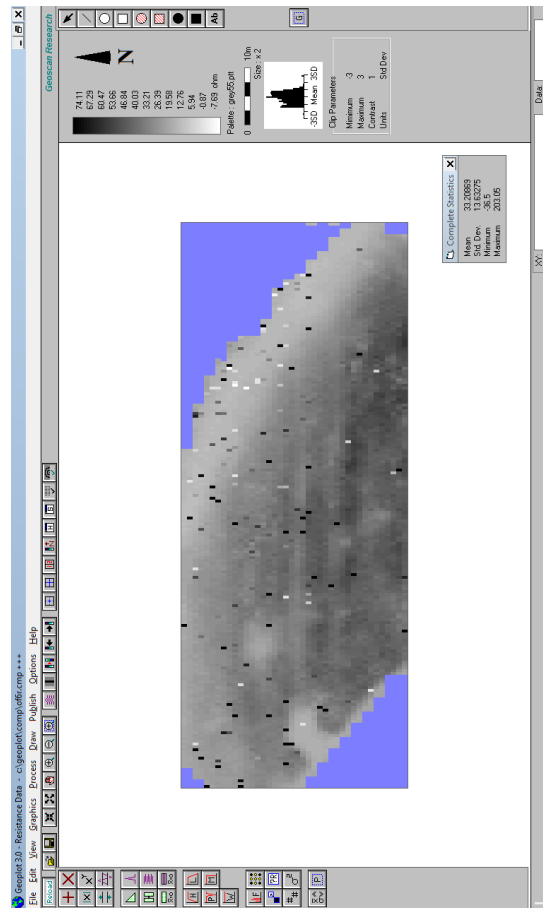 Geoplot 3.0 - Resistance Data - c:\geoplot\comp\off6r.cmp +++
File Edit View Graphics Process Draw Publish Options Help
Reload
Ab
G
Geoscan Research
N
74.11
67.29
60.47
53.66
46.84
40.03
33.21
26.39
19.58
12.76
5.94
-0.87
-7.69 ohm
Palette : grey55.plt
0 10m
Size : x 2
-3SD Mean 3SD
Clip Parameters
Minimum -3
Maximum 3
Contrast 1
Units Std Dev
Complete Statistics
Mean 33.20869
Std. Dev. 13.63275
Minimum -36.5
Maximum 203.05
XY:
Data: